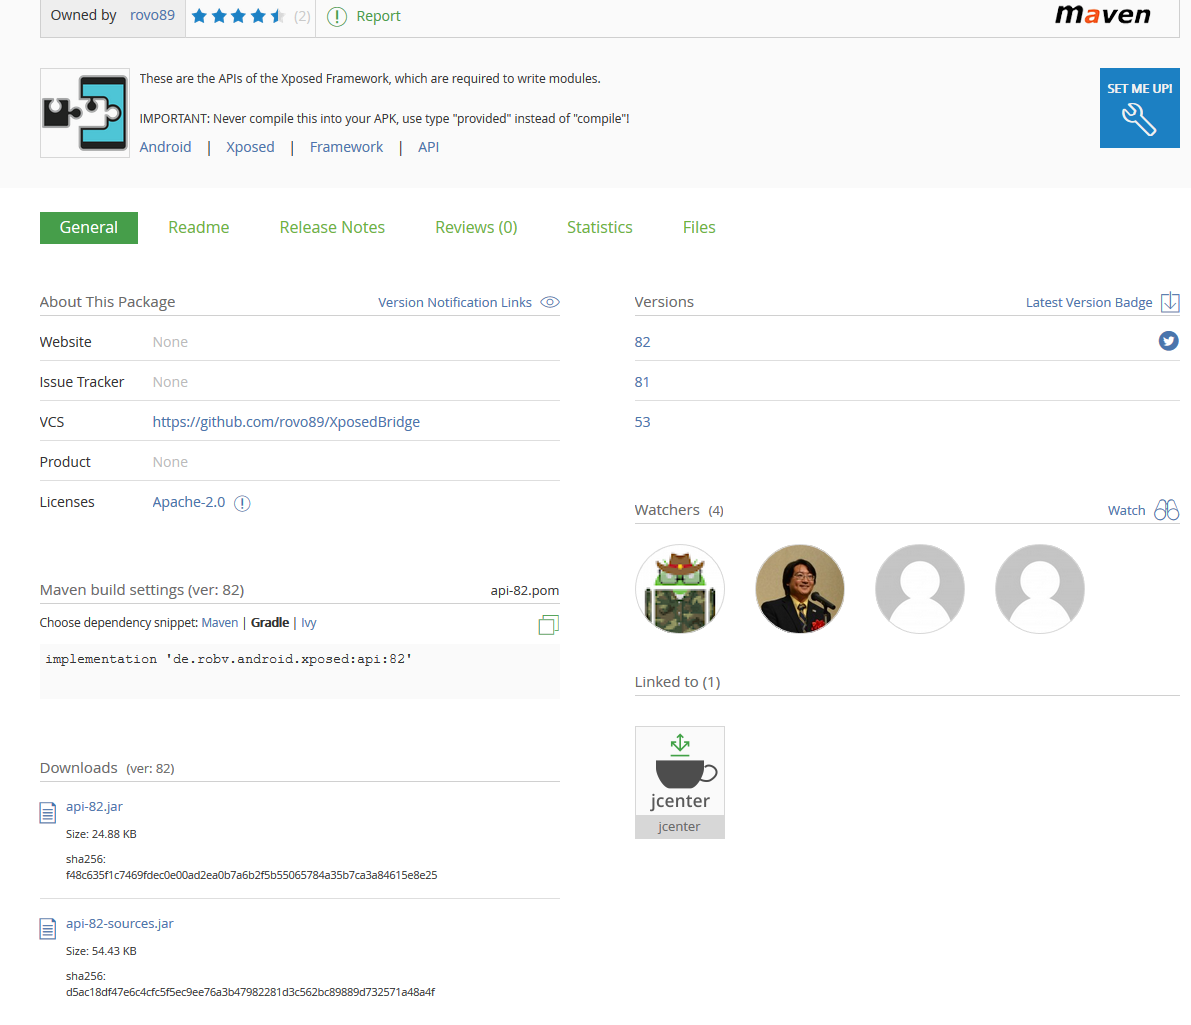 Owned by rovo89 (2) Report
maven
These are the APIs of the Xposed Framework, which are required to write modules.
IMPORTANT: Never compile this into your APK, use type "provided" instead of "compile"!
Android | Xposed | Framework | API
SET ME UP!
General Readme Release Notes Reviews (0) Statistics Files
About This Package Version Notification Links
Website None
Issue Tracker None
VCS https://github.com/rovo89/XposedBridge
Product None
Licenses Apache-2.0
Maven build settings (ver: 82) api-82.pom
Choose dependency snippet: Maven | Gradle | Ivy
implementation 'de.robv.android.xposed:api:82'
Downloads (ver: 82)
api-82.jar
Size: 24.88 KB
sha256:
f48c635f1c7469fdec0e00ad2ea0b7a6b2f5b55065784a35b7ca3a84615e8e25
api-82-sources.jar
Size: 54.43 KB
sha256:
d5ac18df47e6c4cfc5f5ec9ee76a3b47982281d3c562bc89889d732571a48a4f
Versions Latest Version Badge
82
81
53
Watchers (4) Watch
Linked to (1)
jcenter
jcenter